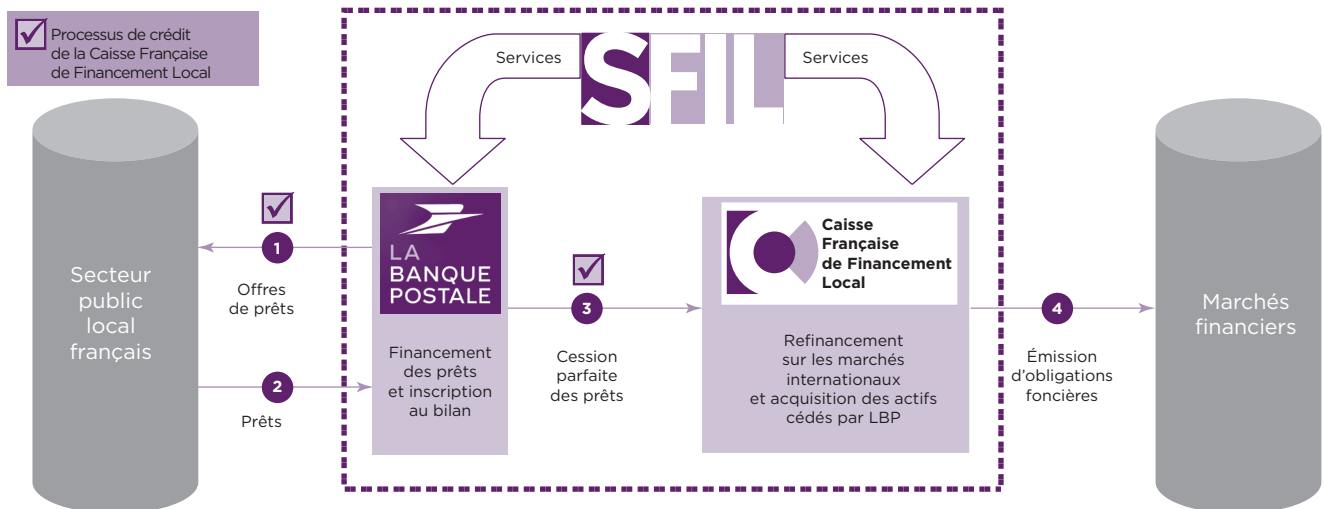 Processus de crédit
de la Caisse Française
de Financement Local
Services
SFIL
Services
Secteur
public
local
français
1
Offres
de prêts
2
Prêts
LA
BANQUE
POSTALE
Financement
des prêts
et inscription
au bilan
3
Cession
parfaite
des prêts
Caisse
Française
de Financement
Local
Refinancement
sur les marchés
internationaux
et acquisition des actifs
cédés par LBP
4
Émission
d'obligations
foncières
Marchés
financiers